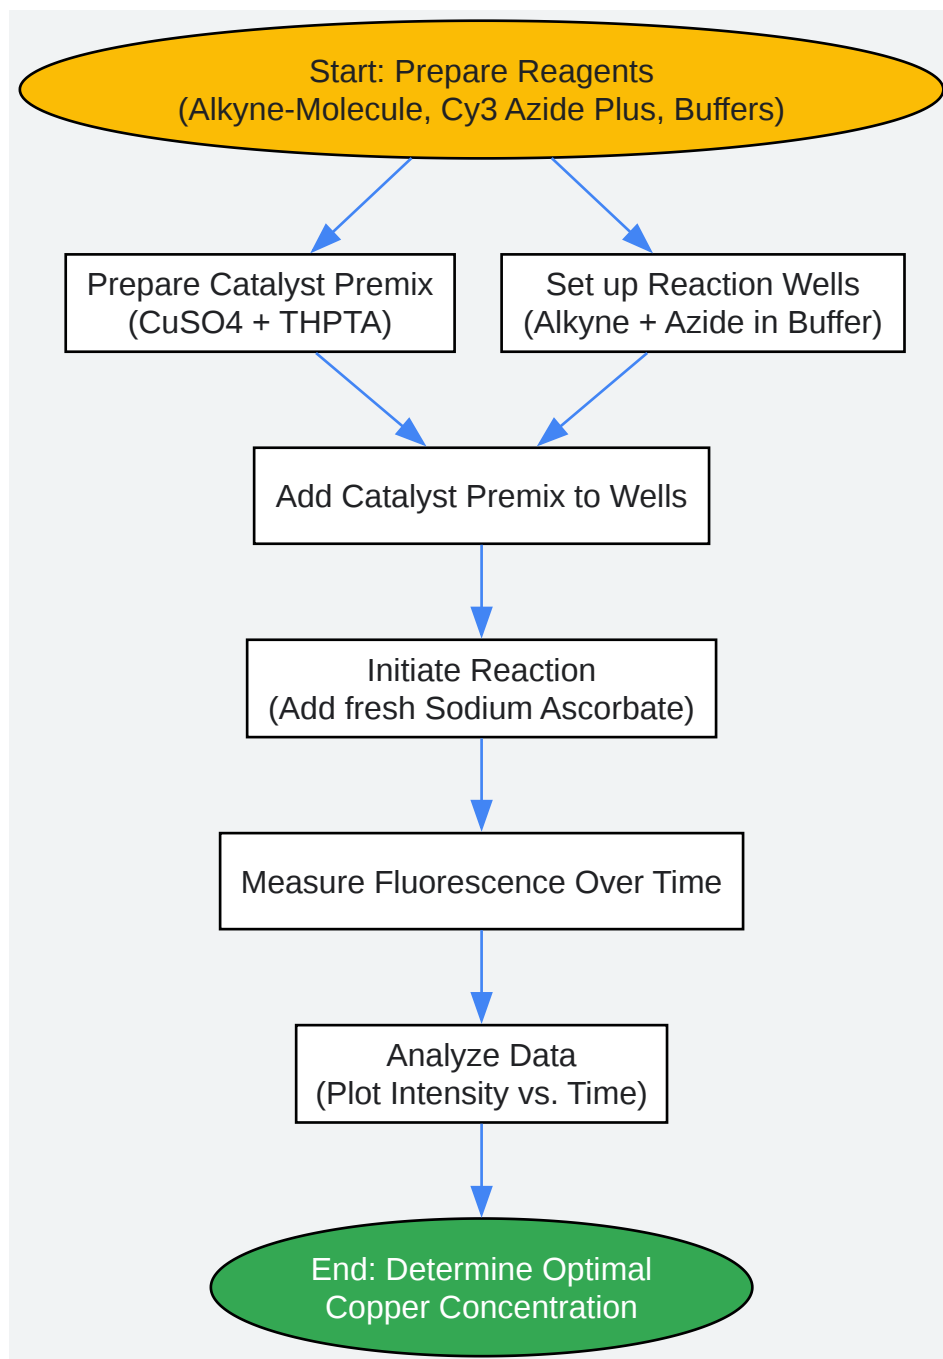 Start: Prepare Reagents
(Alkyne-Molecule, Cy3 Azide Plus, Buffers)
Prepare Catalyst Premix
(CuSO4 + THPTA)
Set up Reaction Wells
(Alkyne + Azide in Buffer)
Add Catalyst Premix to Wells
Initiate Reaction
(Add fresh Sodium Ascorbate)
Measure Fluorescence Over Time
Analyze Data
(Plot Intensity vs. Time)
End: Determine Optimal
Copper Concentration